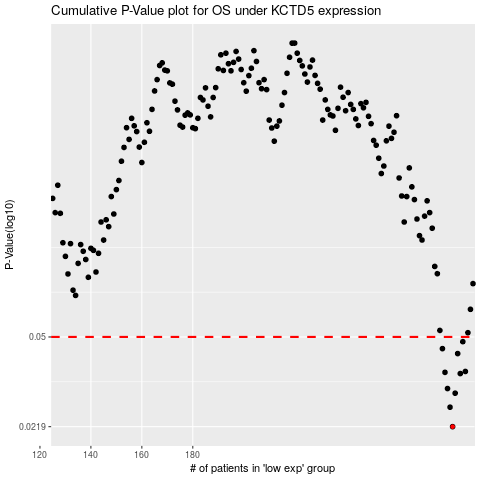 Cumulative P-Value plot for OS under KCTD5 expression
P-Value(log10)
0.05
0.0219
120 140 160 180
# of patients in 'low exp' group